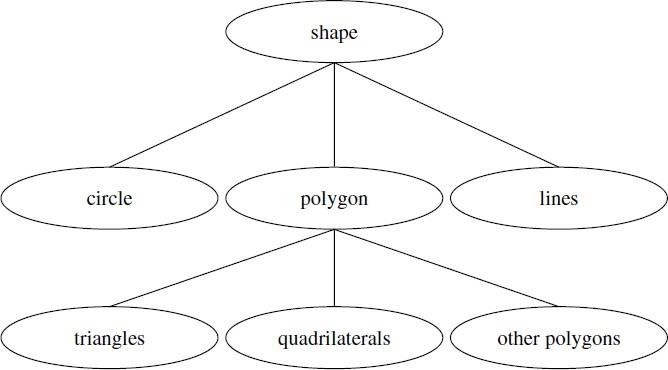 shape
circle
polygon
lines
triangles
quadrilaterals
other polygons